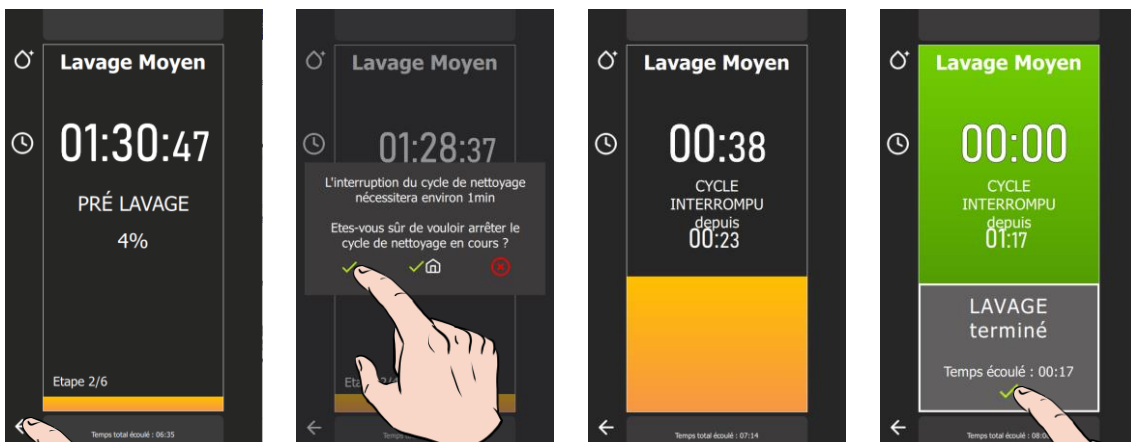 Lavage Moyen
01:30:47
PRÉ LAVAGE
4%
Etape 2/6
Temps total écoulé : 06:35
Lavage Moyen
01:28:37
L'interruption du cycle de nettoyage
nécessitera environ 1min
Etes-vous sûr de vouloir arrêter le
cycle de nettoyage en cours ?
Lavage Moyen
00:38
CYCLE
INTERROMPU
depuis
00:23
Temps total écoulé : 07:14
Lavage Moyen
00:00
CYCLE
INTERROMPU
depuis
01:17
LAVAGE
terminé
Temps écoulé : 00:17
Temps total écoulé :